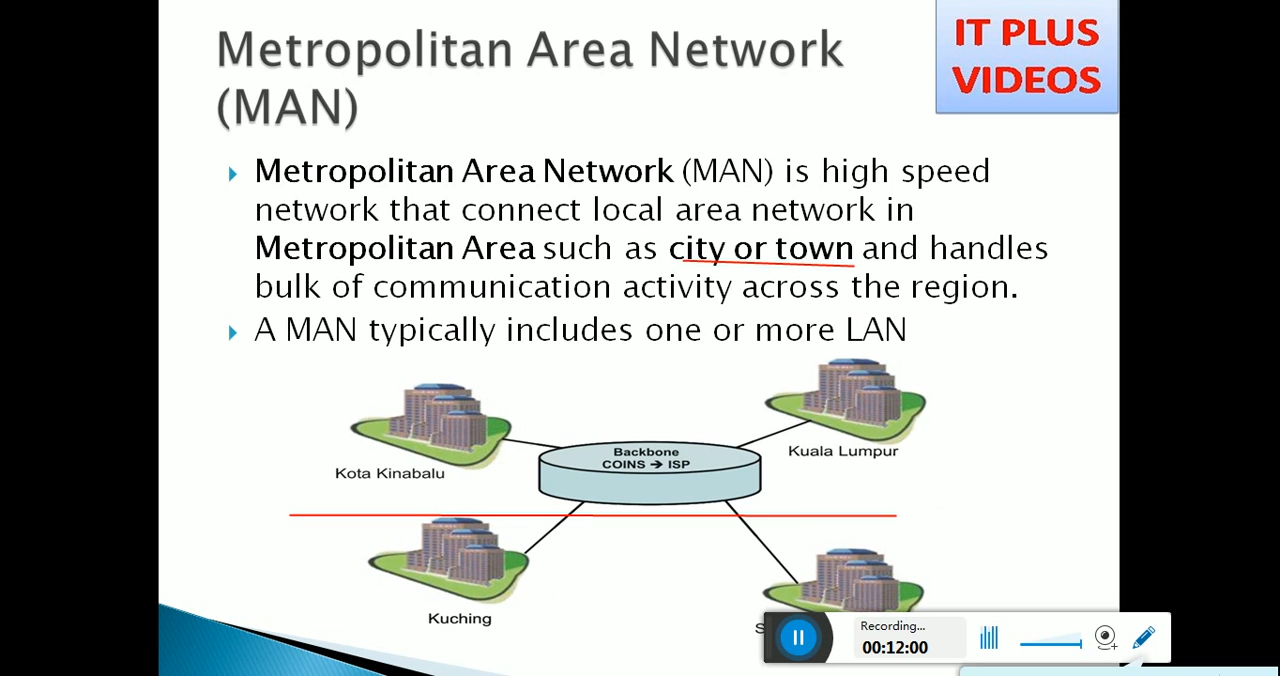 Metropolitan Area Network
(MAN)
IT PLUS
VIDEOS
Metropolitan Area Network (MAN) is high speed
network that connect local area network in
Metropolitan Area such as city or town and handles
bulk of communication activity across the region.
A MAN typically includes one or more LAN
Kota Kinabalu
Backbone
COINS → ISP
Kuala Lumpur
Kuching
Recording...
00:12:00